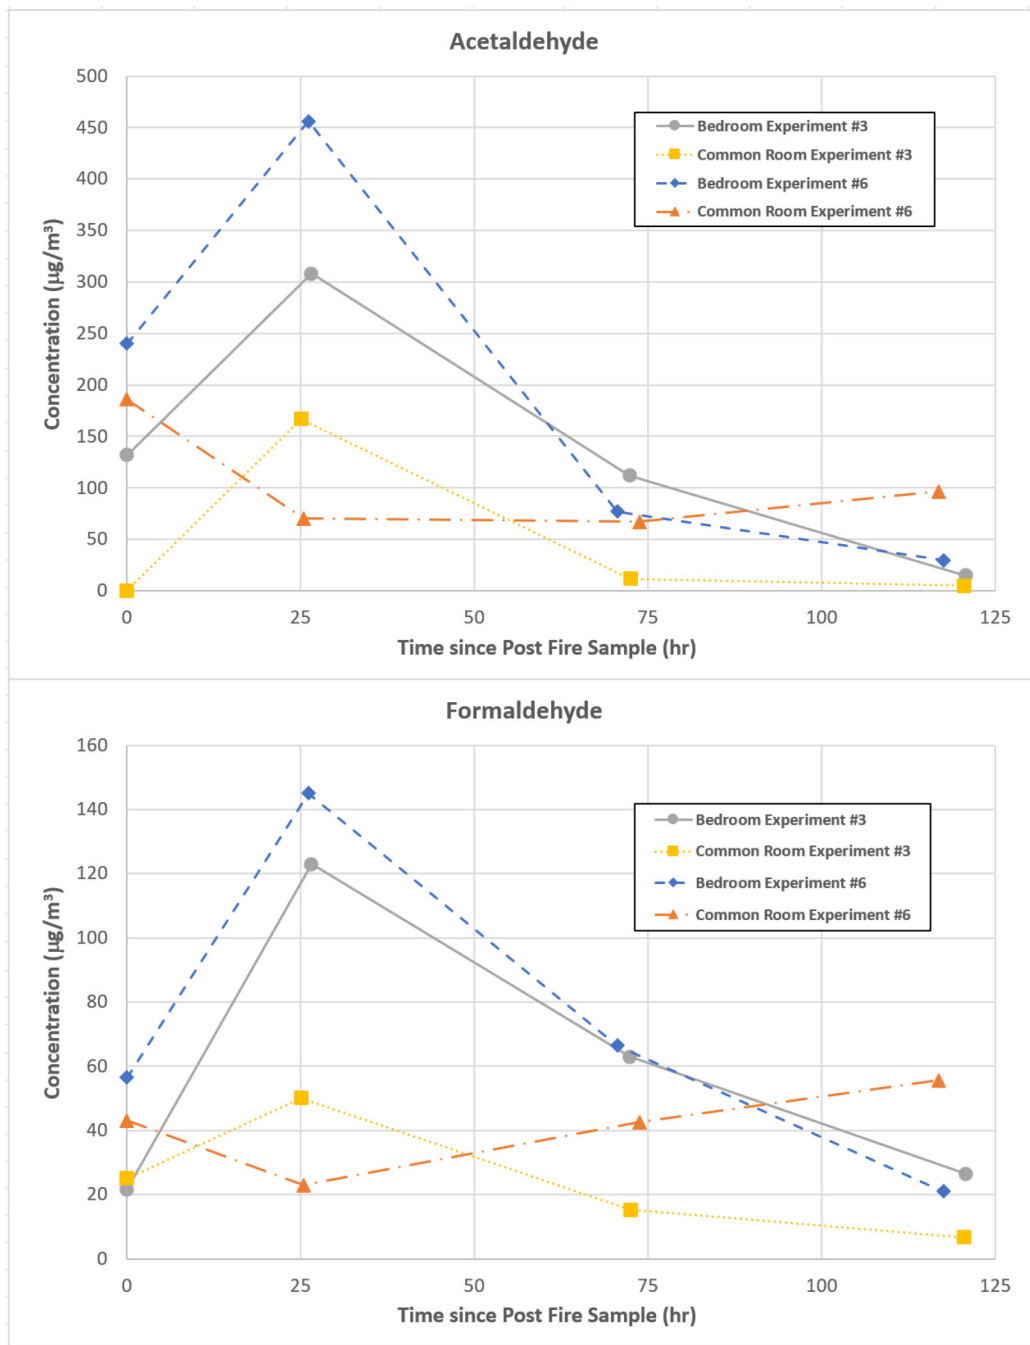 Acetaldehyde
500
450
400
350
300
250
200
150
100
50
0
Concentration (µg/m³)
Bedroom Experiment #3
Common Room Experiment #3
Bedroom Experiment #6
Common Room Experiment #6
0 25 50 75 100 125
Time since Post Fire Sample (hr)
Formaldehyde
160
140
120
100
80
60
40
20
0
Concentration (µg/m³)
Bedroom Experiment #3
Common Room Experiment #3
Bedroom Experiment #6
Common Room Experiment #6
0 25 50 75 100 125
Time since Post Fire Sample (hr)